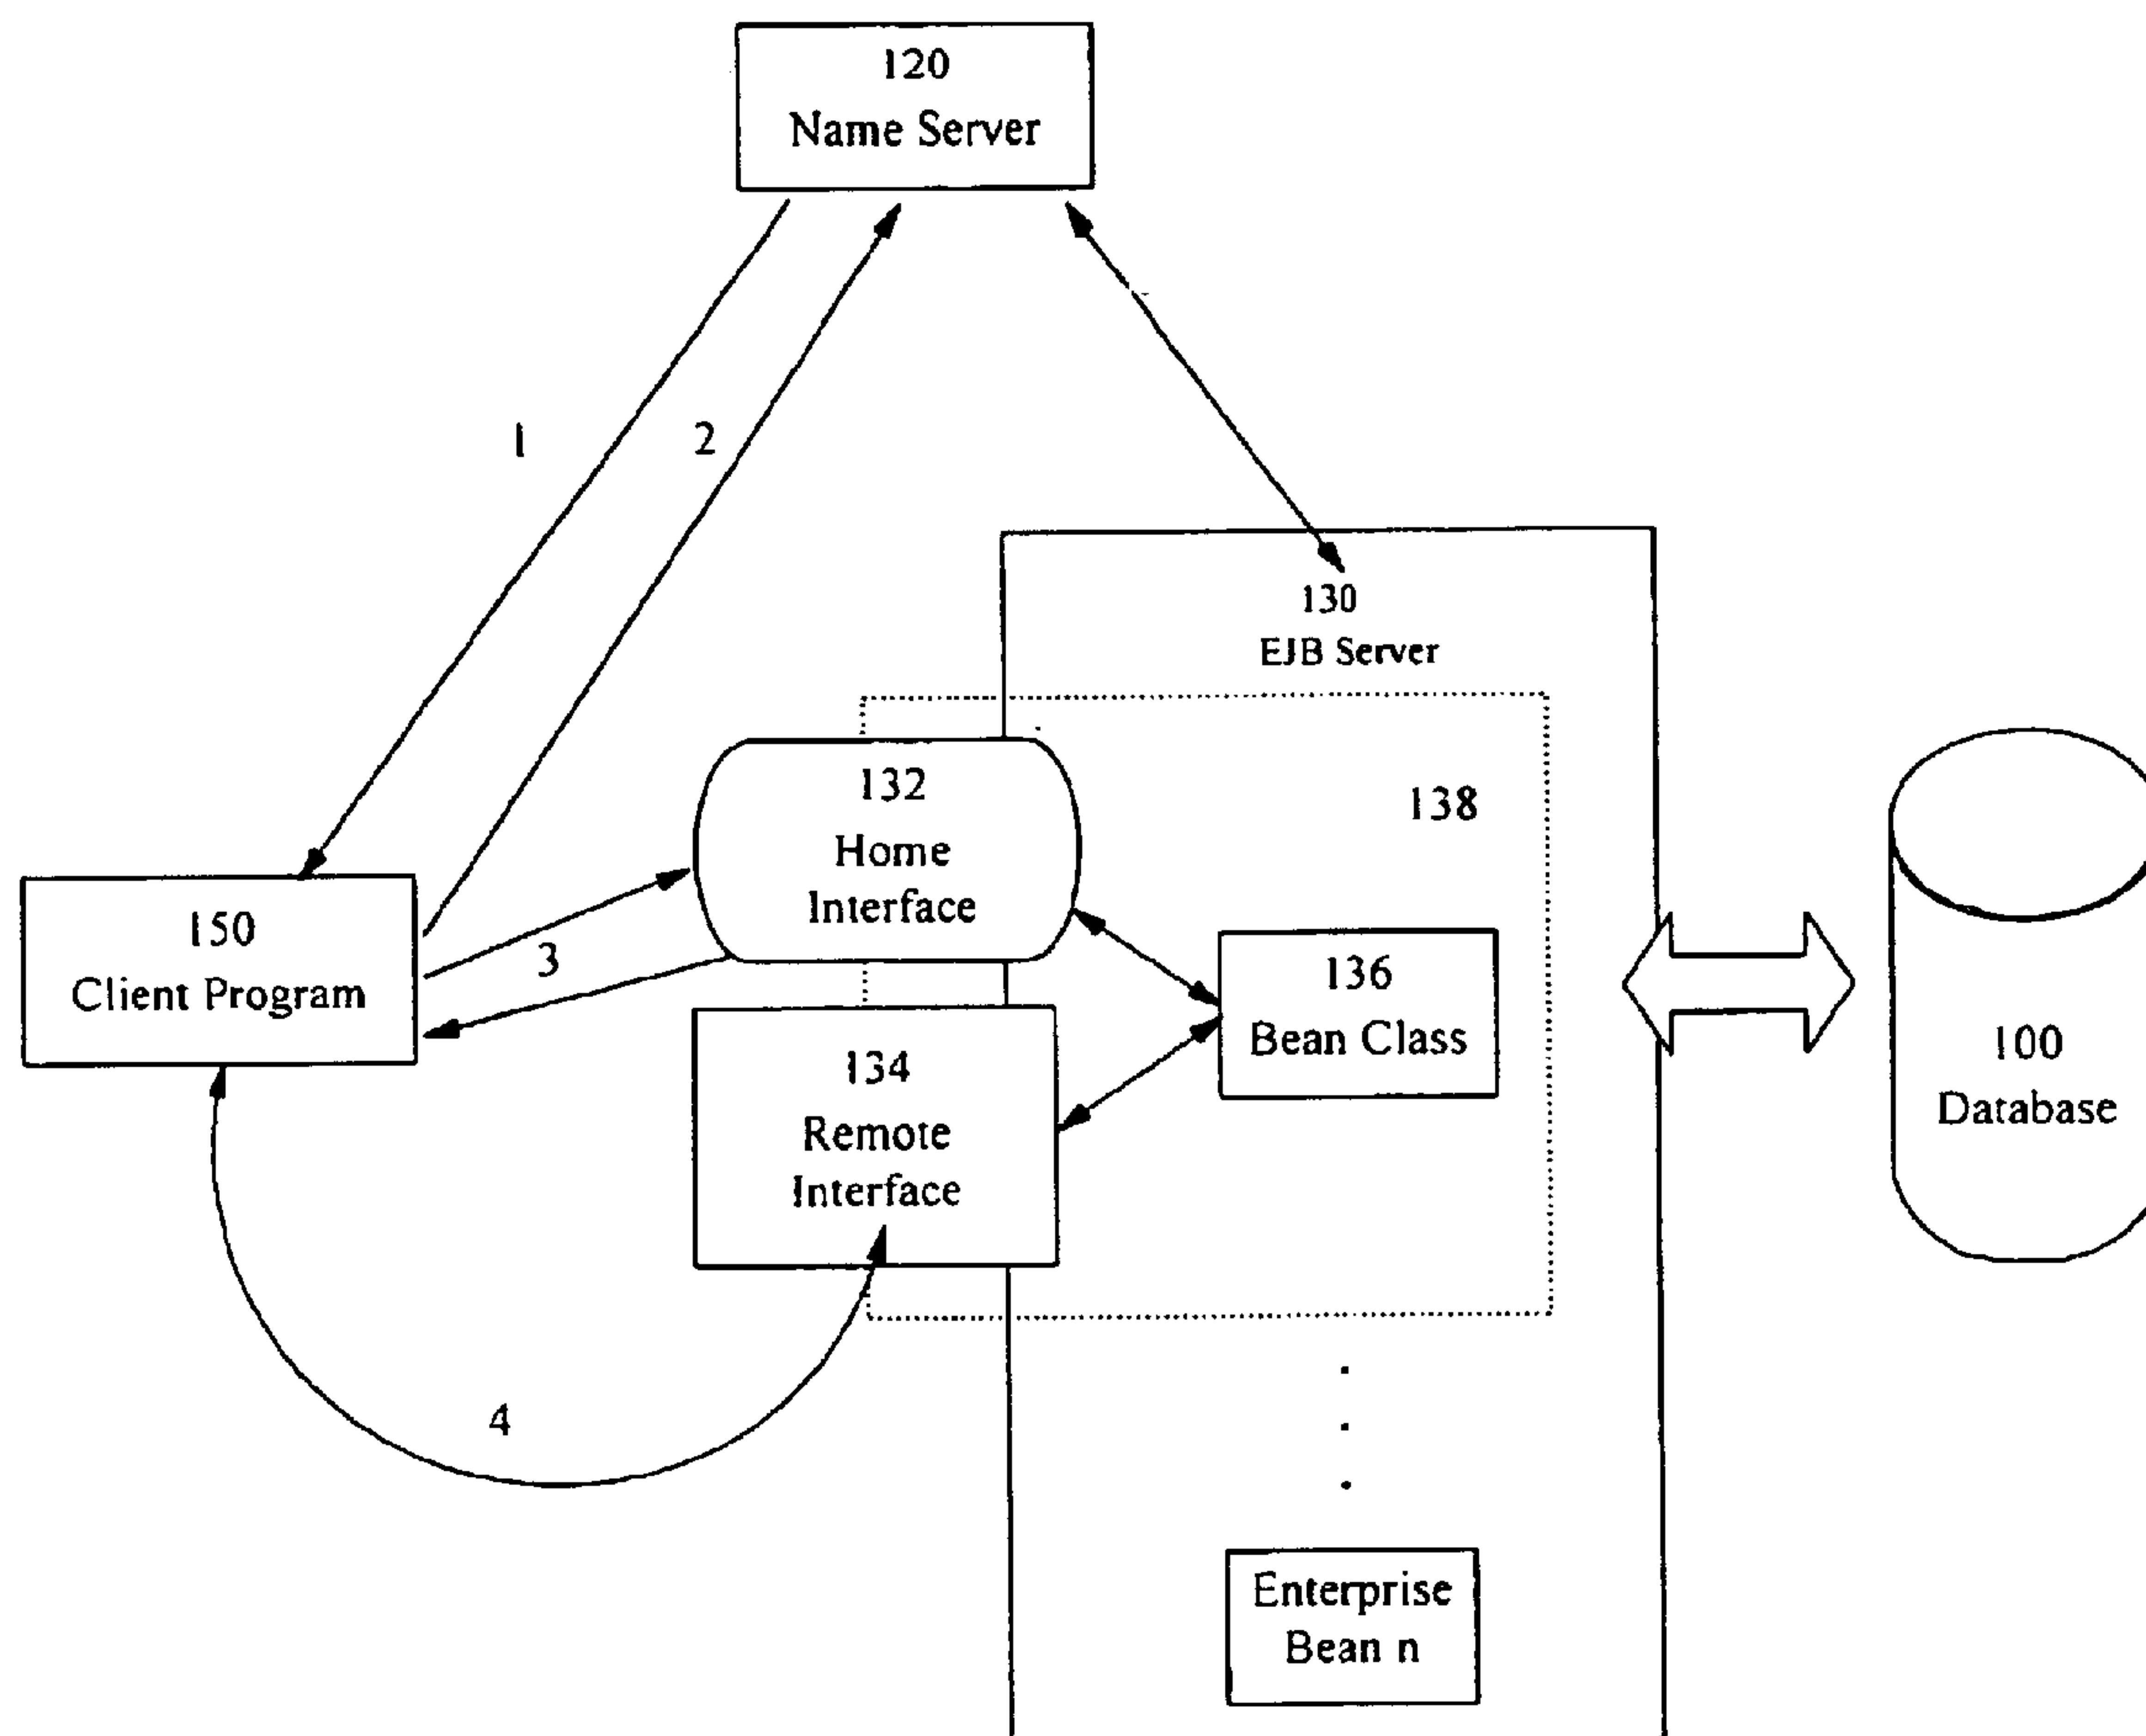 120
Name Server
1
2
130
EJB Server
132
Home
Interface
138
150
Client Program
3
136
Bean Class
134
Remote
Interface
100
Database
4
Enterprise
Bean n